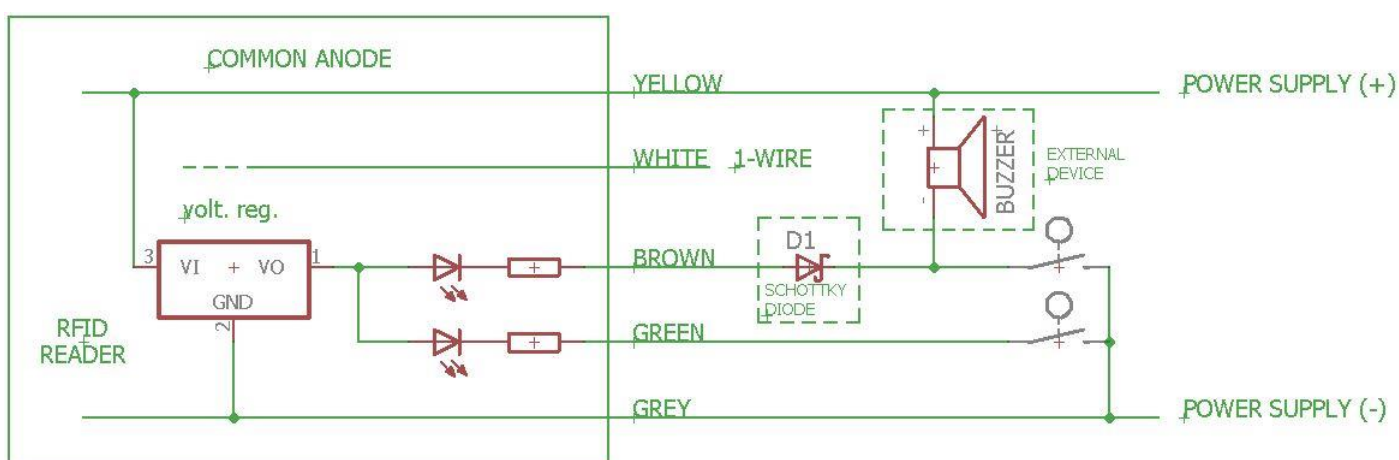 COMMON ANODE
YELLOW
POWER SUPPLY (+)
WHITE 1-WIRE
+
+
BUZZER
-
EXTERNAL
DEVICE
volt. reg.
3
VI
VO
1
GND
2
BROWN
D1
SCHOTTKY
DIODE
RFID
READER
GREEN
GREY
POWER SUPPLY (-)